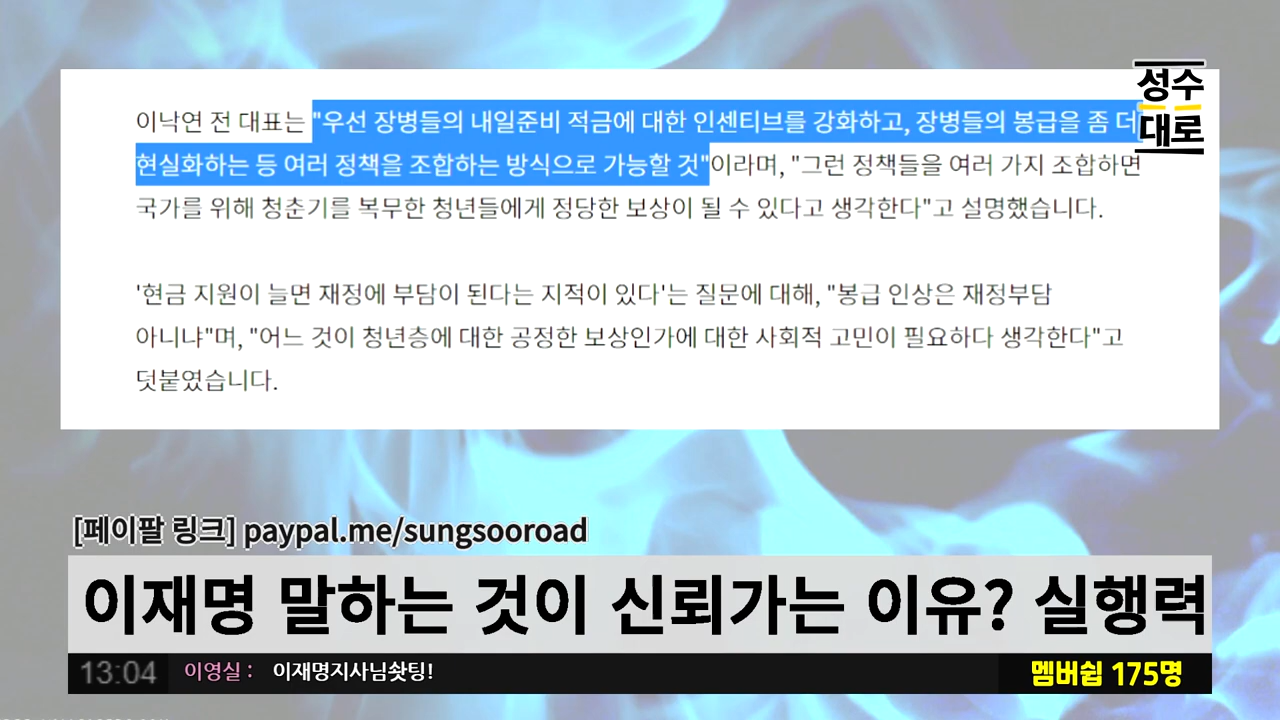 성수
대로
이낙연 전 대표는 "우선 장병들의 내일준비 적금에 대한 인센티브를 강화하고, 장병들의 봉급을 좀 더
현실화하는 등 여러 정책을 조합하는 방식으로 가능할 것"이라며, "그런 정책들을 여러 가지 조합하면
국가를 위해 청춘기를 복무한 청년들에게 정당한 보상이 될 수 있다고 생각한다"고 설명했습니다.
'현금 지원이 늘면 재정에 부담이 된다는 지적이 있다'는 질문에 대해, "봉급 인상은 재정부담
아니냐"며, "어느 것이 청년층에 대한 공정한 보상인가에 대한 사회적 고민이 필요하다 생각한다"고
덧붙였습니다.
[페이팔 링크] paypal.me/sungsooroad
이재명 말하는 것이 신뢰가는 이유? 실행력
13:04 이영실 : 이재명지사님홧팅! 멤버쉽 175명